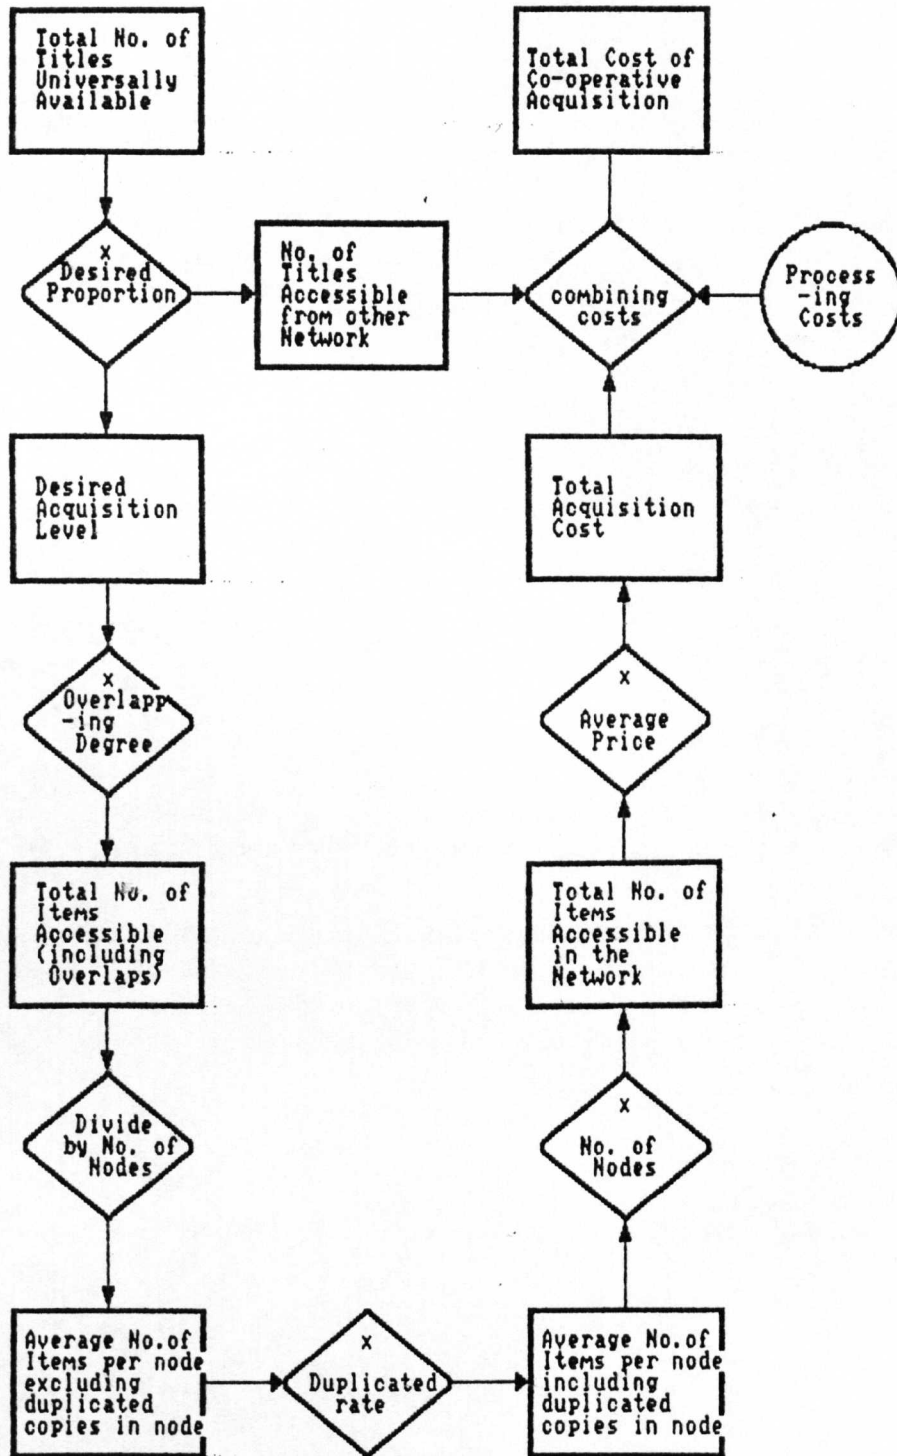 Total No. of
Titles
Universally
Available
Total Cost of
Co-operative
Acquisition
x
Desired
Proportion
No. of
Titles
Accessible
from other
Network
combining
costs
Process
-ing
Costs
Desired
Acquisition
Level
Total
Acquisition
Cost
x
Overlapp
-ing
Degree
x
Average
Price
Total No. of
Items
Accessible
(including
Overlaps)
Total No. of
Items
Accessible
in the
Network
Divide
by No. of
Nodes
x
No. of
Nodes
Average No.of
Items per node
excluding
duplicated
copies in node
x
Duplicated
rate
Average No.of
Items per node
including
duplicated
copies in node